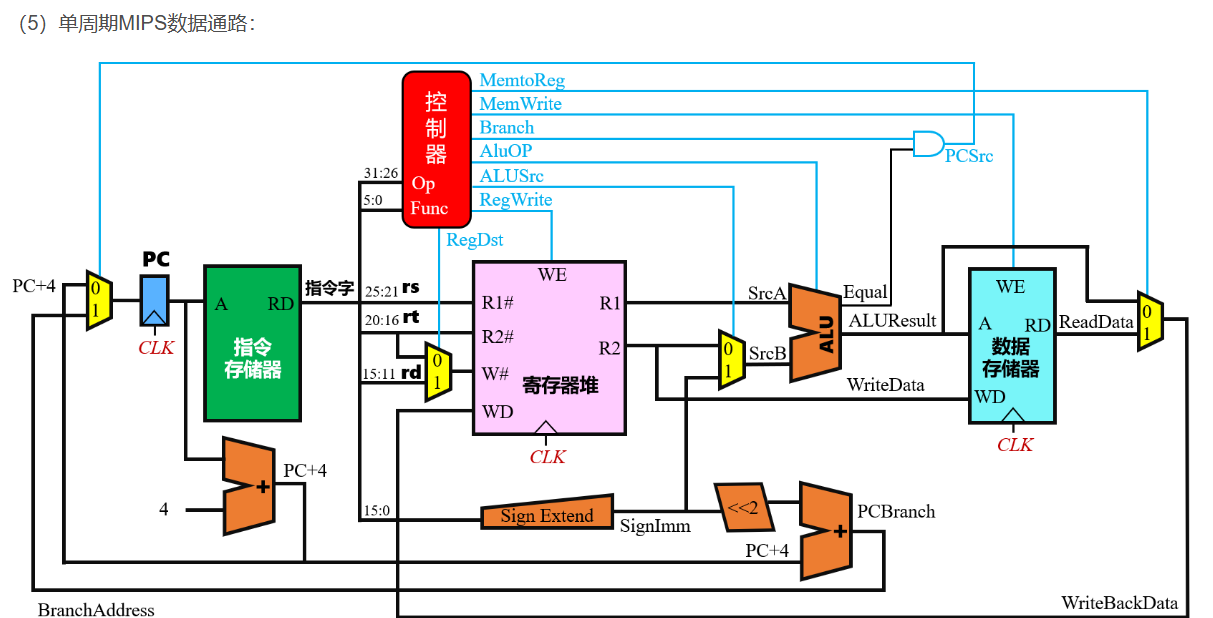 (5) 单周期MIPS数据通路：
控制器
Op
Func
MemtoReg
MemWrite
Branch
AluOP
ALUSrc
RegWrite
RegDst
PCSrc
31:26
5:0
PC+4
0
1
PC
CLK
A
RD
指令
存储器
指令字
25:21 rs
20:16 rt
15:11 rd
0
1
WE
R1#
R2#
W#
WD
R1
R2
寄存器堆
CLK
SrcA
0
1
SrcB
ALU
Equal
ALUResult
WriteData
WE
A
RD
数据
存储器
WD
CLK
ReadData
0
1
4
+
PC+4
15:0
Sign Extend
SignImm
<<2
+
PCBranch
PC+4
BranchAddress
WriteBackData